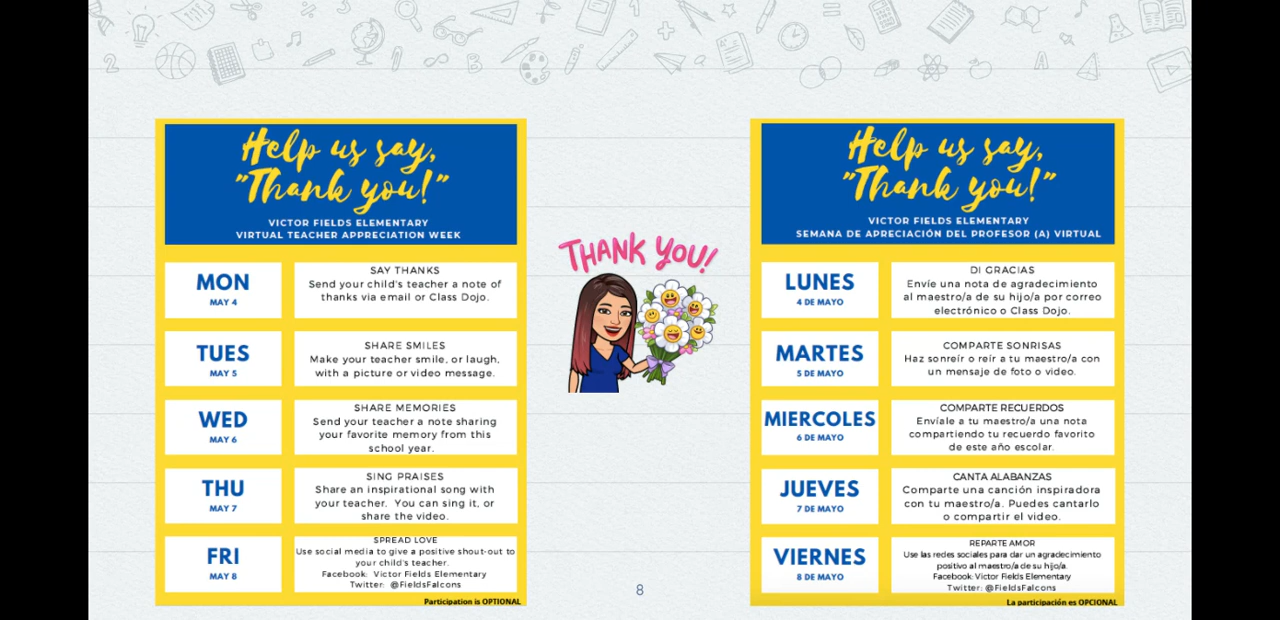 Help us say,
"Thank you!"
VICTOR FIELDS ELEMENTARY
VIRTUAL TEACHER APPRECIATION WEEK
MON
MAY 4
SAY THANKS
Send your child's teacher a note of
thanks via email or Class Dojo.
TUES
MAY 5
SHARE SMILES
Make your teacher smile, or laugh,
with a picture or video message.
WED
MAY 6
SHARE MEMORIES
Send your teacher a note sharing
your favorite memory from this
school year.
THU
MAY 7
SING PRAISES
Share an inspirational song with
your teacher. You can sing it, or
share the video.
FRI
MAY 8
SPREAD LOVE
Use social media to give a positive shout-out to
your child's teacher.
Facebook: Victor Fields Elementary
Twitter: @FieldsFalcons
Participation is OPTIONAL
THANK YOU!
8
Help us say,
"Thank you!"
VICTOR FIELDS ELEMENTARY
SEMANA DE APRECIACIÓN DEL PROFESOR (A) VIRTUAL
LUNES
4 DE MAYO
DI GRACIAS
Envíe una nota de agradecimiento
al maestro/a de su hijo/a por correo
electrónico o Class Dojo.
MARTES
5 DE MAYO
COMPARTE SONRISAS
Haz sonreír o reír a tu maestro/a con
un mensaje de foto o video.
MIERCOLES
6 DE MAYO
COMPARTE RECUERDOS
Envíale a tu maestro/a una nota
compartiendo tu recuerdo favorito
de este año escolar.
JUEVES
7 DE MAYO
CANTA ALABANZAS
Comparte una canción inspiradora
con tu maestro/a. Puedes cantarlo
o compartir el video.
VIERNES
8 DE MAYO
REPARTE AMOR
Use las redes sociales para dar un agradecimiento
positivo al maestro/a de su hijo/a.
Facebook: Victor Fields Elementary
Twitter: @FieldsFalcons
La participación es OPCIONAL